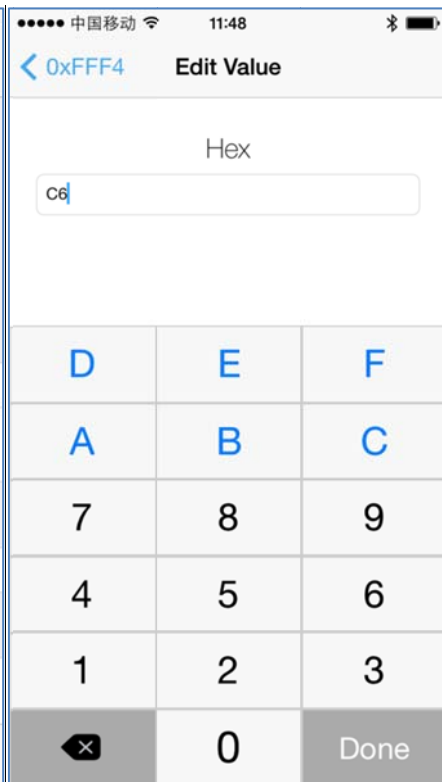 中国移动 11:48
0xFFF4 Edit Value
Hex
C6
D E F
A B C
7 8 9
4 5 6
1 2 3
0 Done